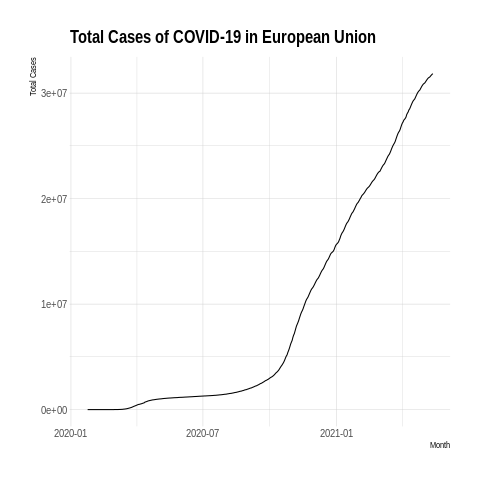 Total Cases of COVID-19 in European Union
Total Cases
3e+07
2e+07
1e+07
0e+00
2020-01 2020-07 2021-01
Month